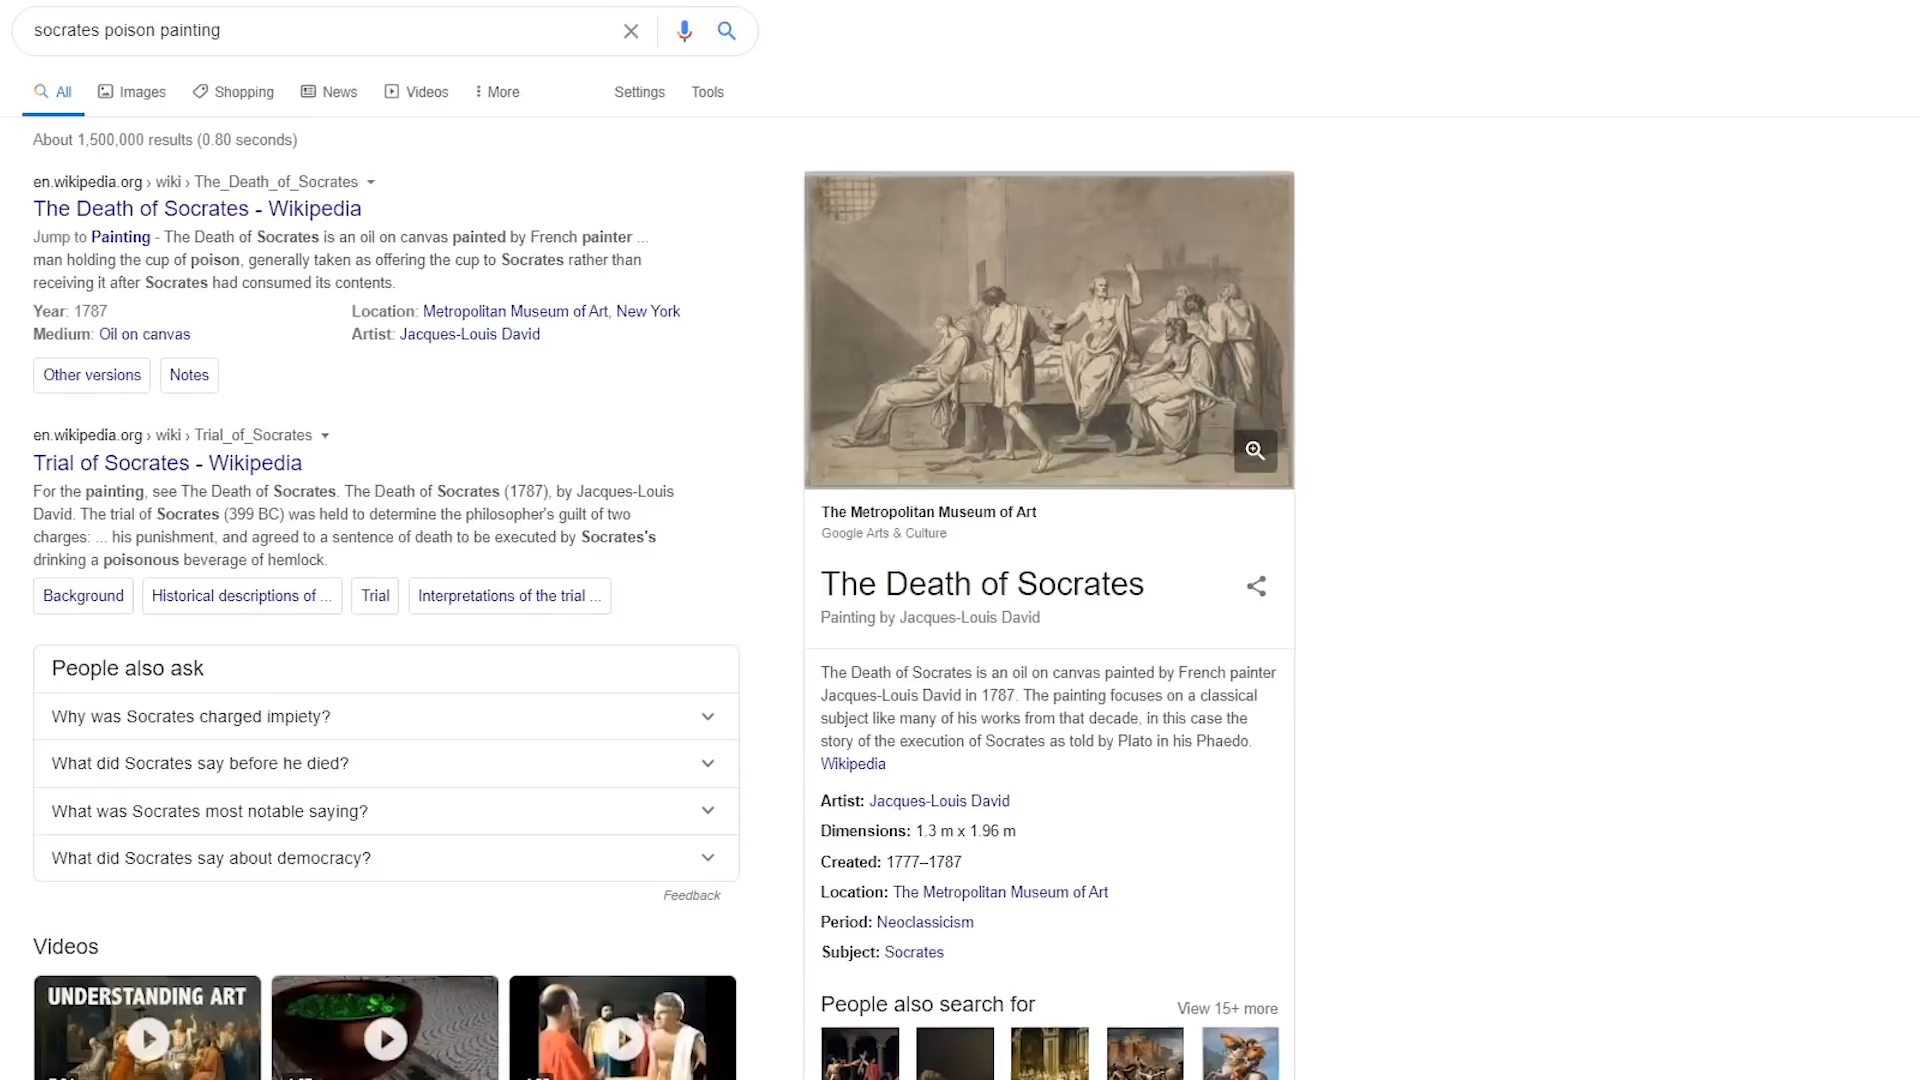 socrates poison painting
All
Images
Shopping
News
Videos
More
Settings
Tools
About 1,500,000 results (0.80 seconds)
en.wikipedia.org › wiki › The_Death_of_Socrates
The Death of Socrates - Wikipedia
Jump to Painting - The Death of Socrates is an oil on canvas painted by French painter ...
man holding the cup of poison, generally taken as offering the cup to Socrates rather than
receiving it after Socrates had consumed its contents.
Year: 1787
Location: Metropolitan Museum of Art, New York
Medium: Oil on canvas
Artist: Jacques-Louis David
Other versions
Notes
en.wikipedia.org › wiki › Trial_of_Socrates
Trial of Socrates - Wikipedia
For the painting, see The Death of Socrates. The Death of Socrates (1787), by Jacques-Louis
David. The trial of Socrates (399 BC) was held to determine the philosopher's guilt of two
charges: ... his punishment, and agreed to a sentence of death to be executed by Socrates's
drinking a poisonous beverage of hemlock.
Background
Historical descriptions of ...
Trial
Interpretations of the trial ...
People also ask
Why was Socrates charged impiety?
What did Socrates say before he died?
What was Socrates most notable saying?
What did Socrates say about democracy?
Feedback
Videos
UNDERSTANDING ART
The Metropolitan Museum of Art
Google Arts & Culture
The Death of Socrates
Painting by Jacques-Louis David
The Death of Socrates is an oil on canvas painted by French painter
Jacques-Louis David in 1787. The painting focuses on a classical
subject like many of his works from that decade, in this case the
story of the execution of Socrates as told by Plato in his Phaedo.
Wikipedia
Artist: Jacques-Louis David
Dimensions: 1.3 m x 1.96 m
Created: 1777–1787
Location: The Metropolitan Museum of Art
Period: Neoclassicism
Subject: Socrates
People also search for
View 15+ more